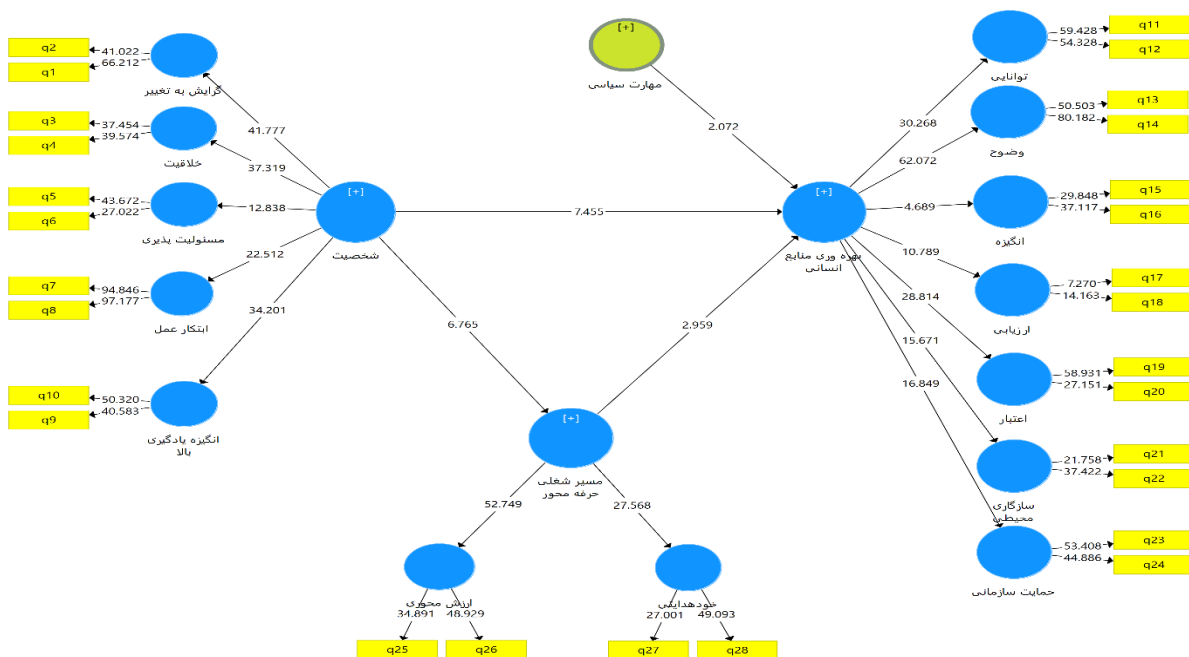 q2
41.022
q1
66.212
گرایش به تغییر
41.777
q3
37.454
q4
39.574
خلاقیت
37.319
q5
43.672
q6
27.022
مسئولیت پذیری
12.838
q7
94.846
q8
97.177
ابتکار عمل
22.512
q10
50.320
q9
40.583
انگیزه یادگیری
بالا
34.201
[+]
شخصیت
7.455
6.765
[+]
مهارت سیاسی
2.072
[+]
بهره وری منابع
انسانی
2.959
[+]
مسیر شغلی
حرفه محور
52.749
27.568
ارزش محوری
34.891
48.929
q25
q26
خودهدایتی
27.001
49.093
q27
q28
30.268
توانایی
59.428
q11
54.328
q12
62.072
وضوح
50.503
q13
80.182
q14
4.689
انگیزه
29.848
q15
37.117
q16
10.789
ارزیابی
7.270
q17
14.163
q18
28.814
اعتبار
58.931
q19
27.151
q20
15.671
سازگاری
محیطی
21.758
q21
37.422
q22
16.849
حمایت سازمانی
53.408
q23
44.886
q24